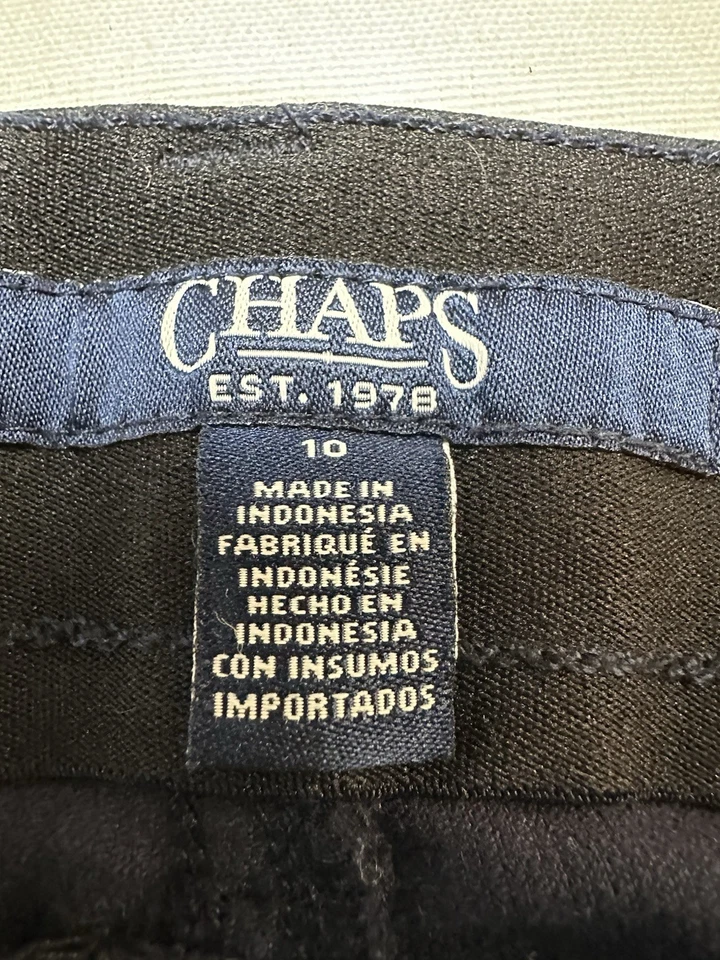 CHAPS
EST. 1978
10
MADE IN
INDONESIA
FABRIQUÉ EN
INDONÉSIE
HECHO EN
INDONESIA
CON INSUMOS
IMPORTADOS